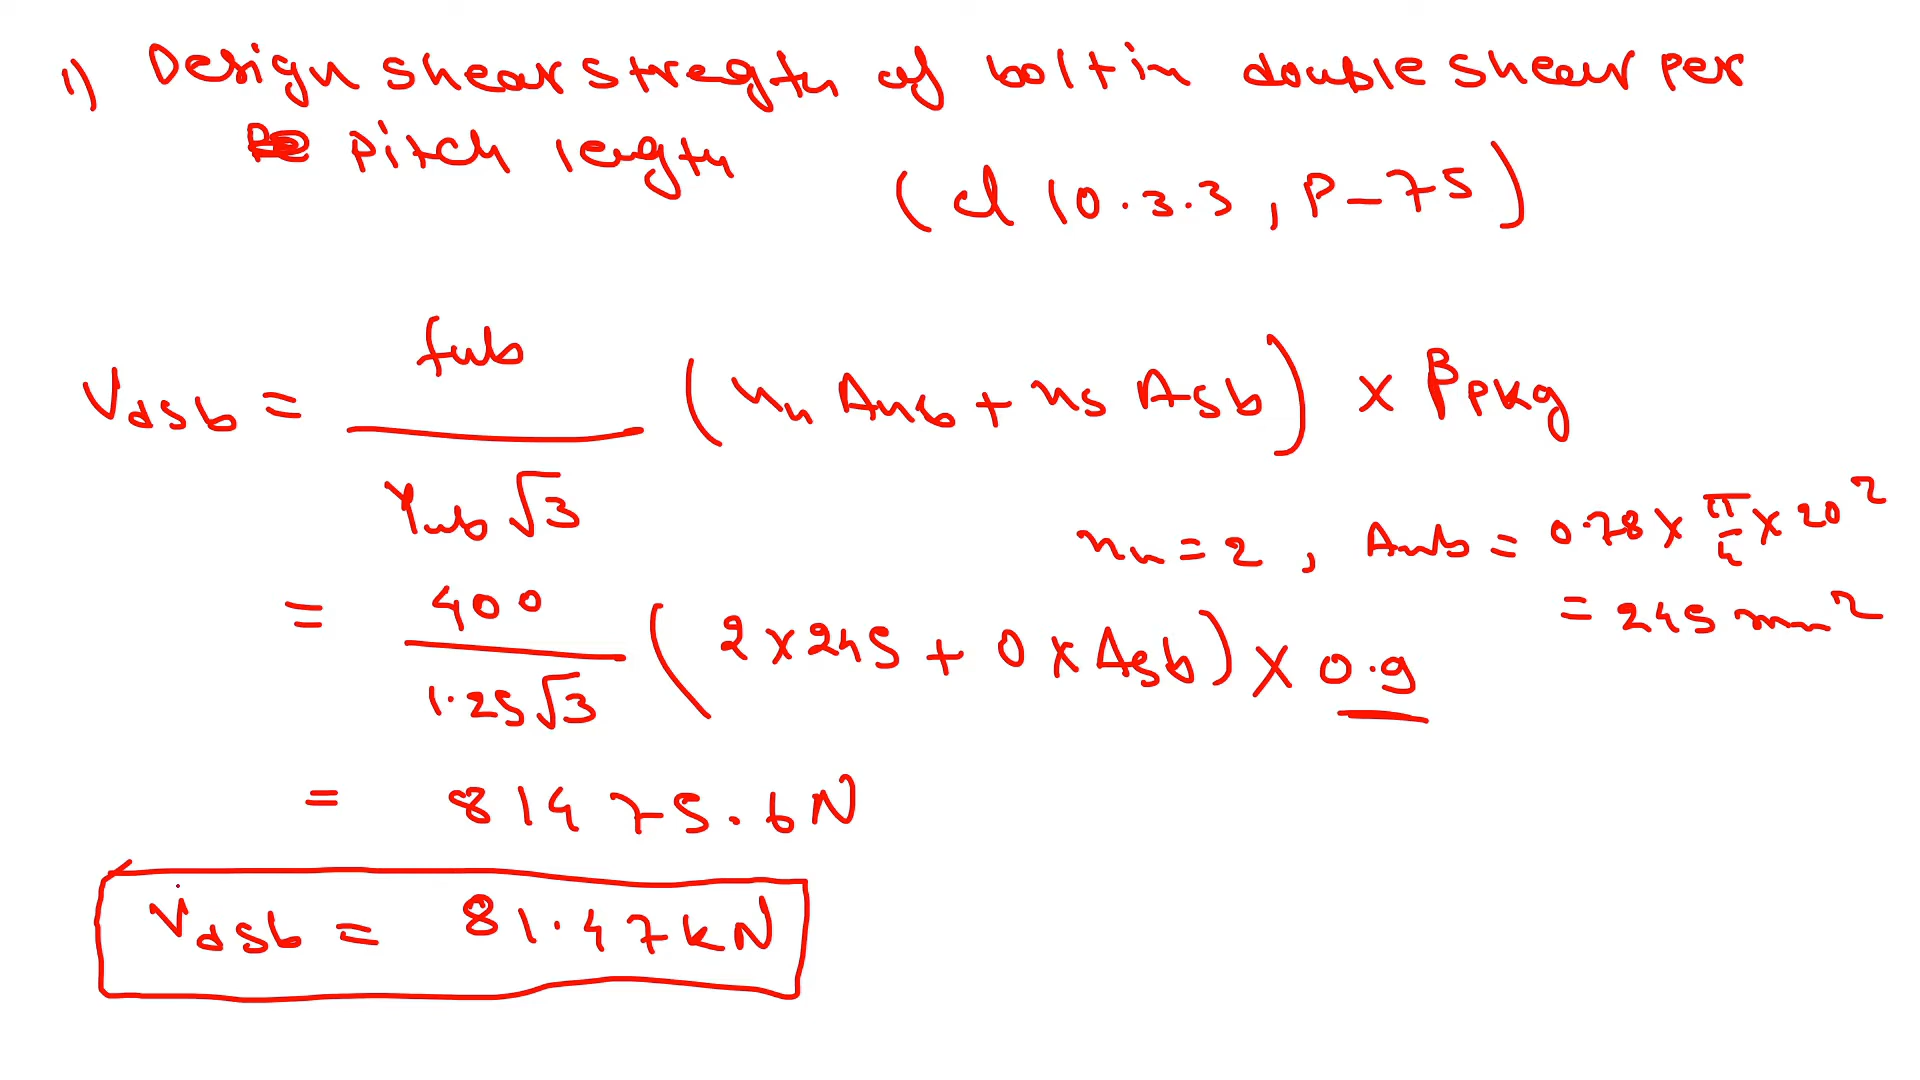 1) Design shear stregth of bolt in double shear per
pitch length
(cl 10.3.3, P-75)
Vdsb = fub / γub √3 (nn Anb + ns Asb) × βpkg
nn = 2 , Anb = 0.78 × π/4 × 20²
= 245 mm²
= 400 / 1.25 √3 (2 × 245 + 0 × Asb) × 0.9
= 81475.6 N
Vdsb = 81.47 kN